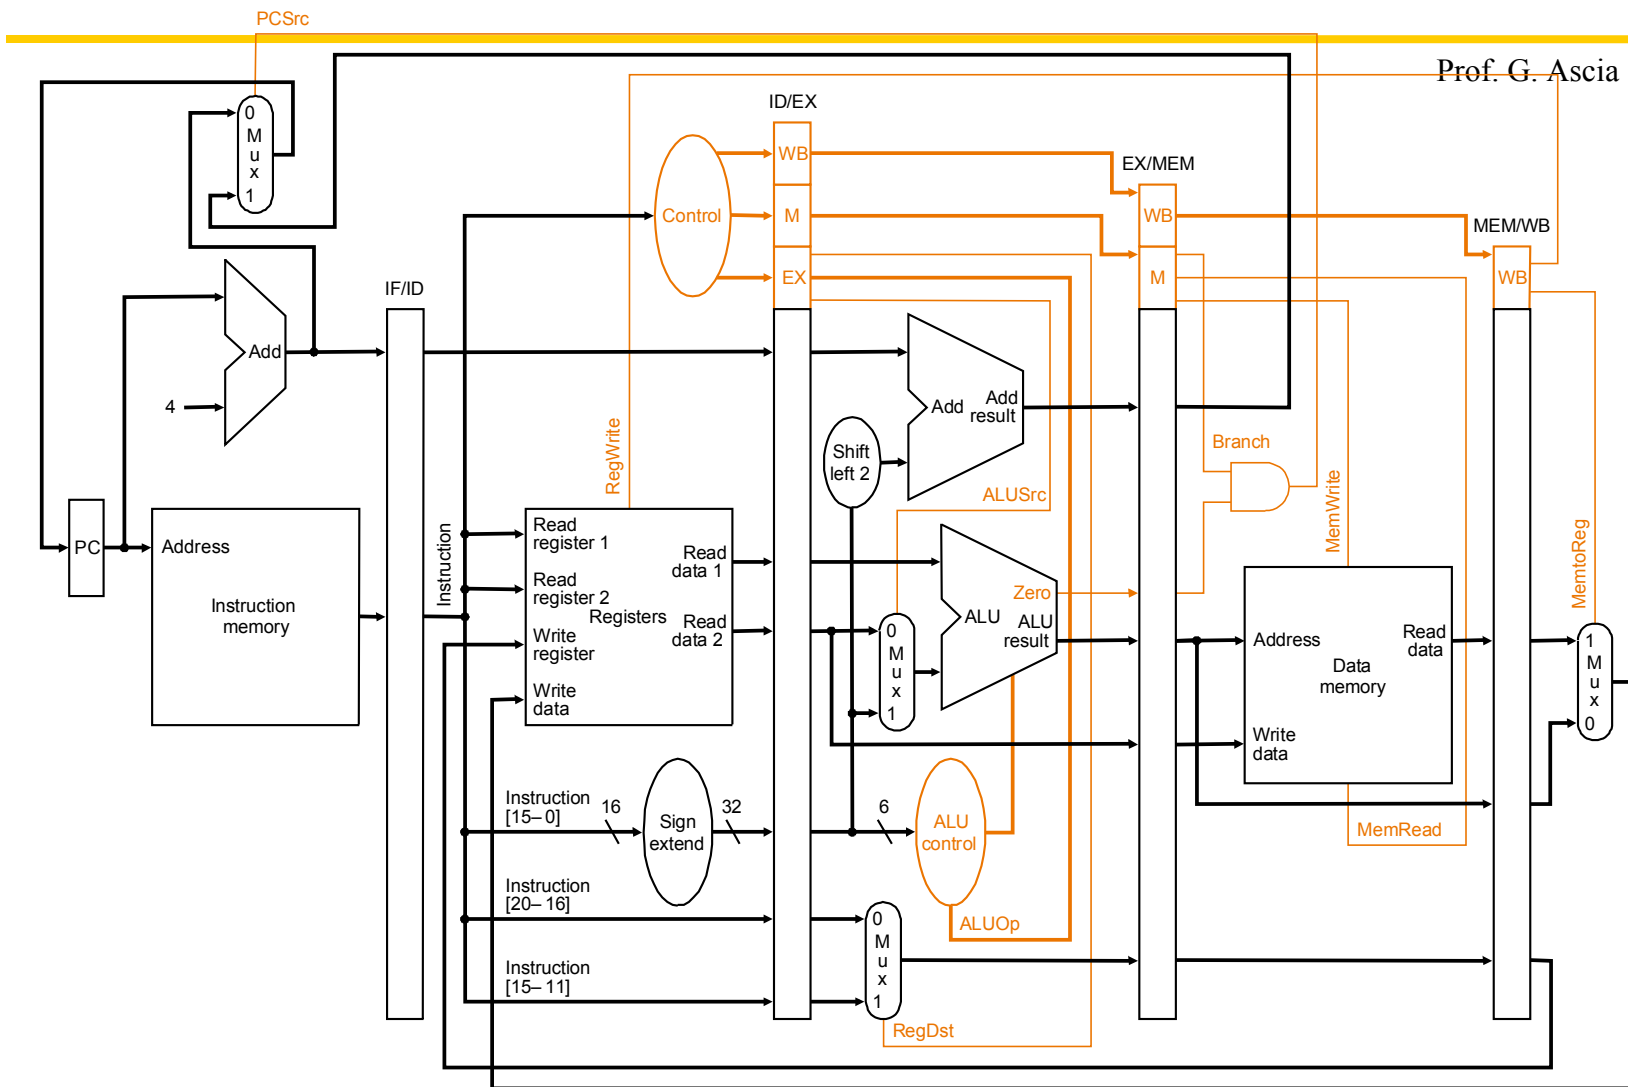 PCSrc
Prof. G. Ascia
0
M
u
x
1
ID/EX
WB
Control
M
EX
EX/MEM
WB
M
MEM/WB
WB
IF/ID
Add
4
RegWrite
Shift
left 2
Add
Add
result
ALUSrc
Branch
MemWrite
MemtoReg
PC
Address
Instruction
memory
Instruction
Read
register 1
Read
register 2
Registers
Write
register
Write
data
Read
data 1
Read
data 2
0
M
u
x
1
Zero
ALU
ALU
result
Address
Read
data
Data
memory
Write
data
1
M
u
x
0
Instruction
[15– 0]
16
Sign
extend
32
6
ALU
control
MemRead
Instruction
[20– 16]
0
M
u
x
1
ALUOp
Instruction
[15– 11]
RegDst